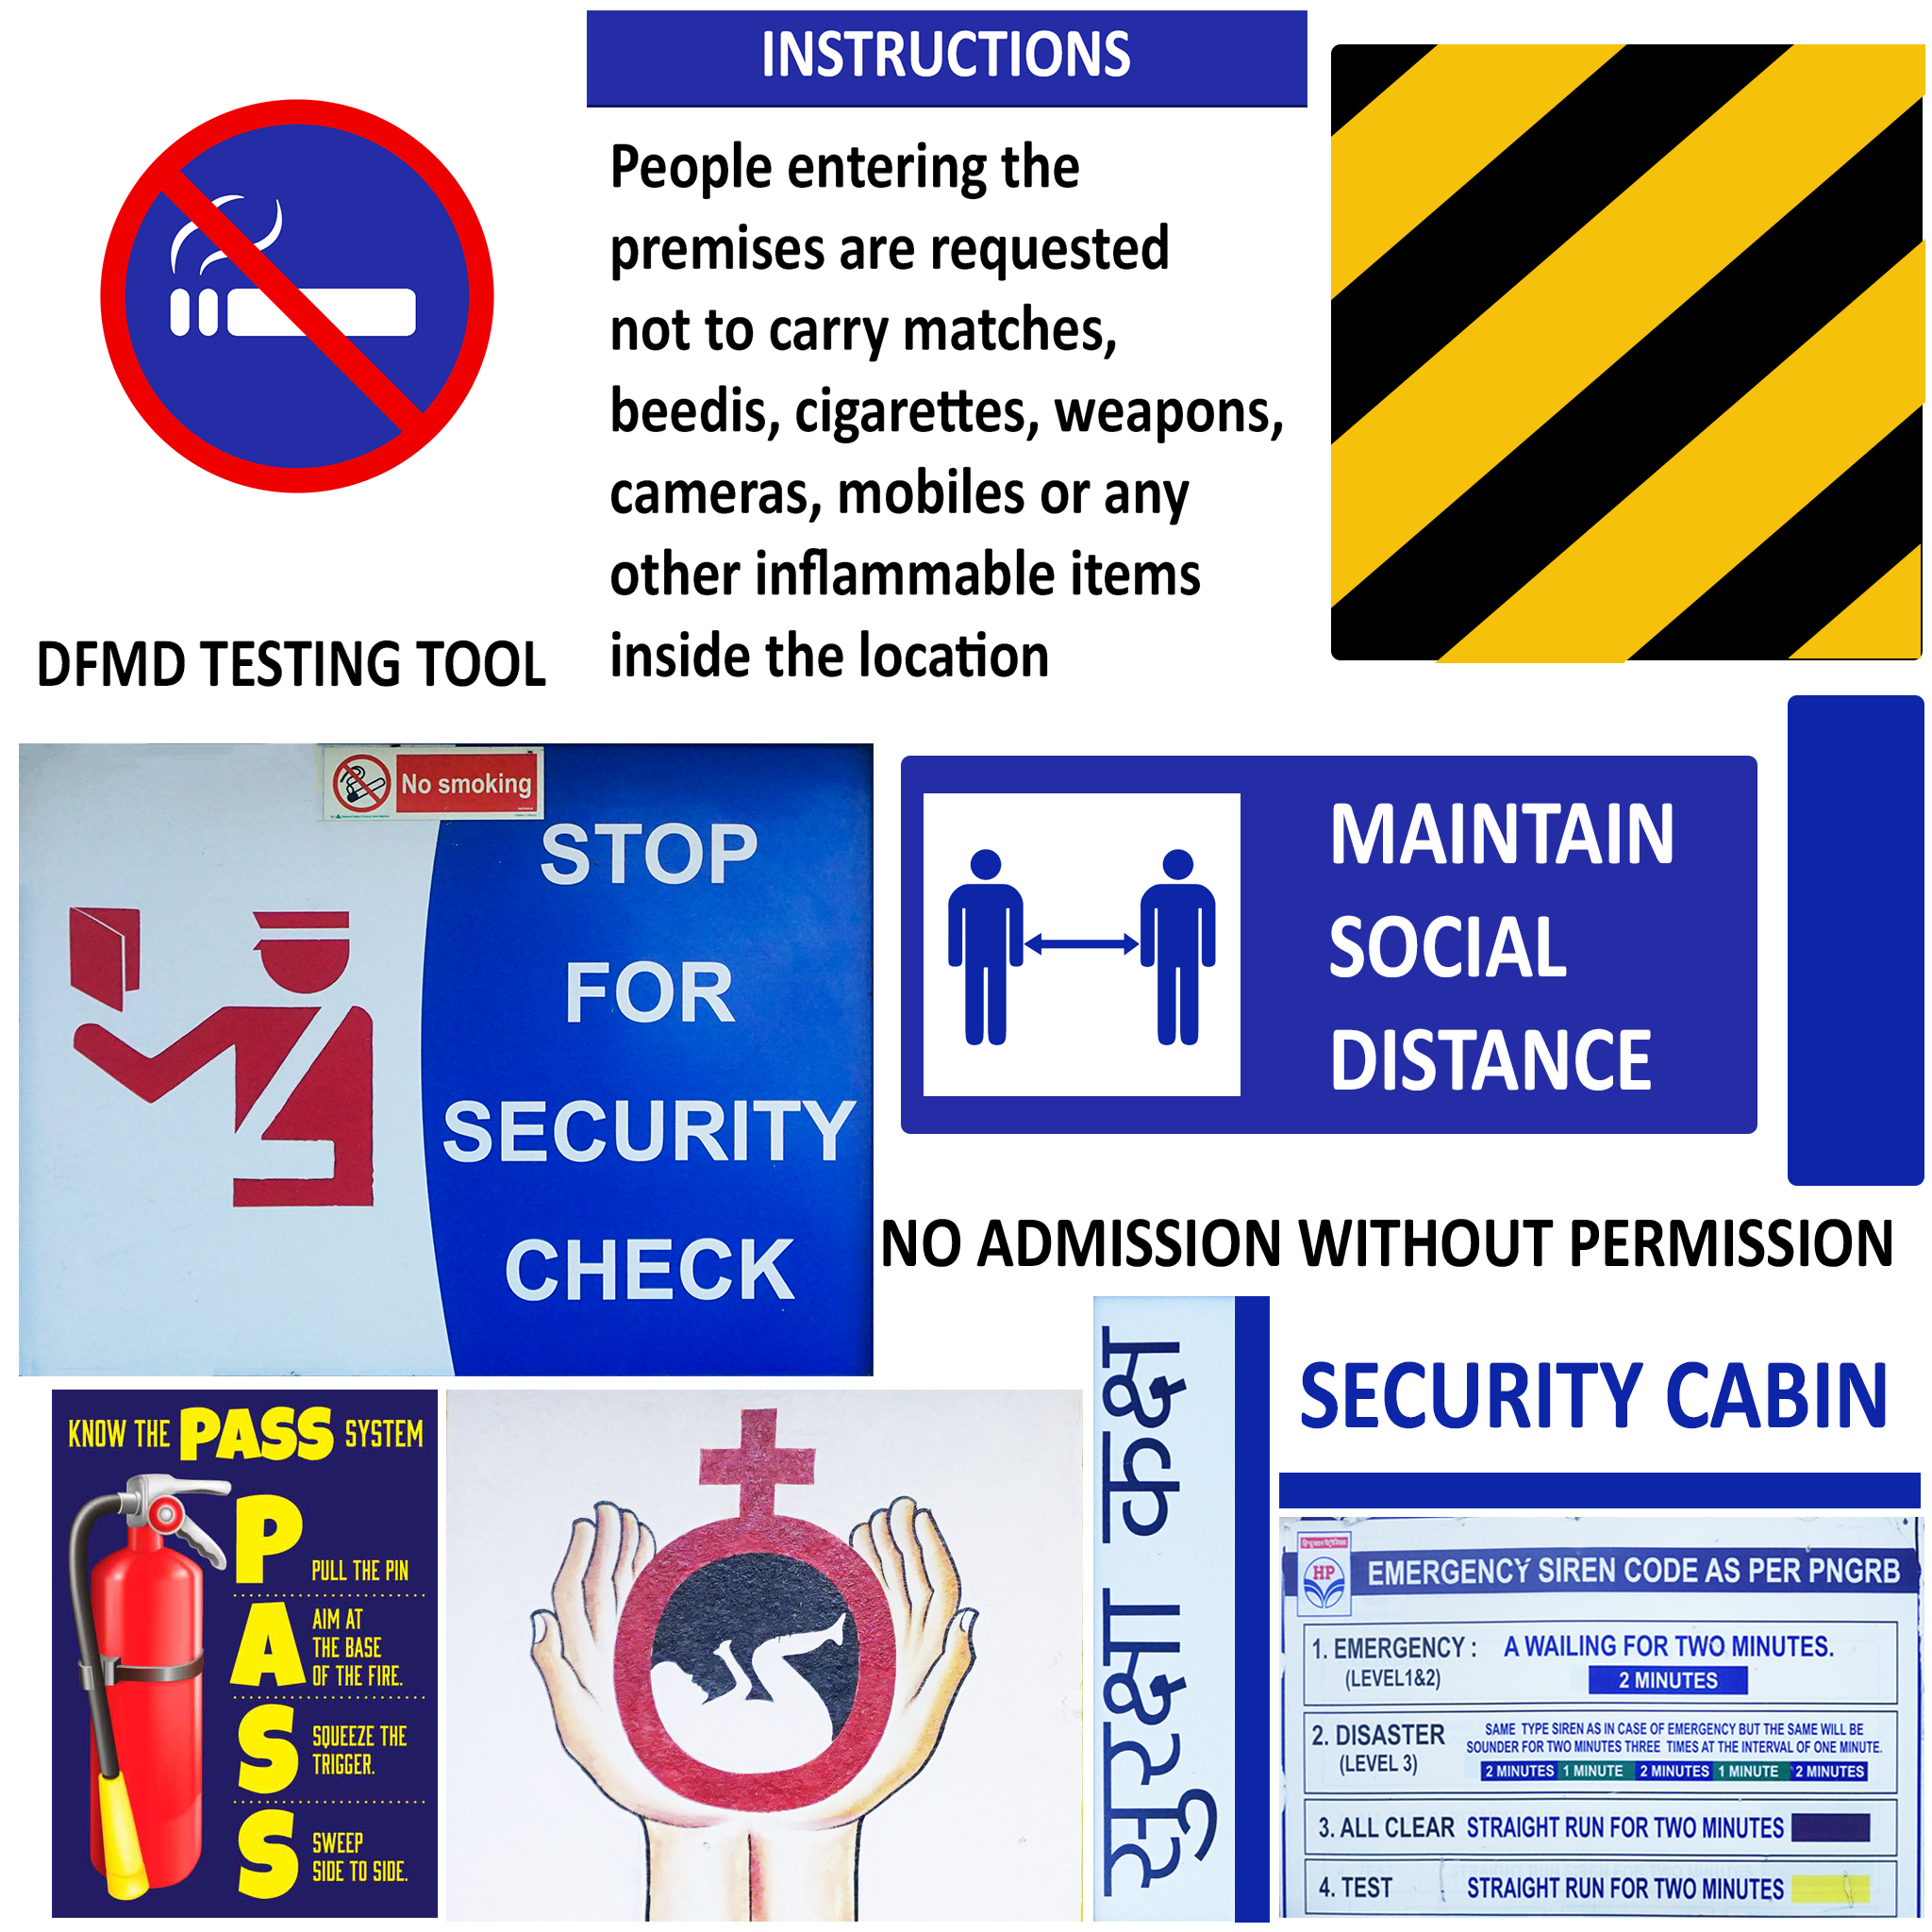 INSTRUCTIONS
People entering the
premises are requested
not to carry matches,
beedis, cigarettes, weapons,
cameras, mobiles or any
other inflammable items
inside the location
DFMD TESTING TOOL
No smoking
STOP
FOR
SECURITY
CHECK
MAINTAIN
SOCIAL
DISTANCE
NO ADMISSION WITHOUT PERMISSION
सुरक्षा कक्ष
SECURITY CABIN
KNOW THE PASS SYSTEM
P PULL THE PIN
A AIM AT
THE BASE
OF THE FIRE.
S SQUEEZE THE
TRIGGER.
S SWEEP
SIDE TO SIDE.
हिन्दुस्तान पेट्रोलियम
HP
EMERGENCY SIREN CODE AS PER PNGRB
1. EMERGENCY : A WAILING FOR TWO MINUTES.
(LEVEL1&2) 2 MINUTES
2. DISASTER SAME TYPE SIREN AS IN CASE OF EMERGENCY BUT THE SAME WILL BE
SOUNDER FOR TWO MINUTES THREE TIMES AT THE INTERVAL OF ONE MINUTE.
(LEVEL 3) 2 MINUTES 1 MINUTE 2 MINUTES 1 MINUTE 2 MINUTES
3. ALL CLEAR STRAIGHT RUN FOR TWO MINUTES
4. TEST STRAIGHT RUN FOR TWO MINUTES